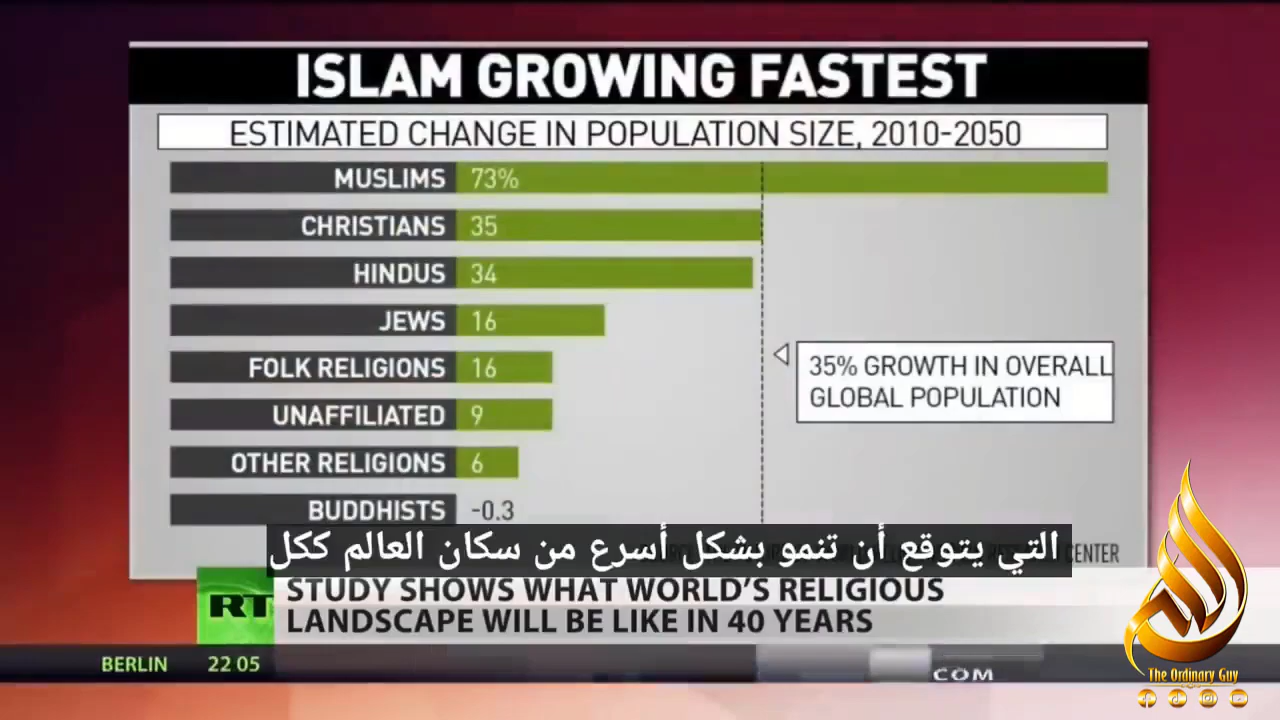 ISLAM GROWING FASTEST
ESTIMATED CHANGE IN POPULATION SIZE, 2010-2050
MUSLIMS 73%
CHRISTIANS 35
HINDUS 34
JEWS 16
FOLK RELIGIONS 16
UNAFFILIATED 9
OTHER RELIGIONS 6
BUDDHISTS -0.3
35% GROWTH IN OVERALL
GLOBAL POPULATION
CENTER
التي يتوقع أن تنمو بشكل أسرع من سكان العالم ككل
RT
STUDY SHOWS WHAT WORLD'S RELIGIOUS
LANDSCAPE WILL BE LIKE IN 40 YEARS
BERLIN 22 05
COM
The Ordinary Guy